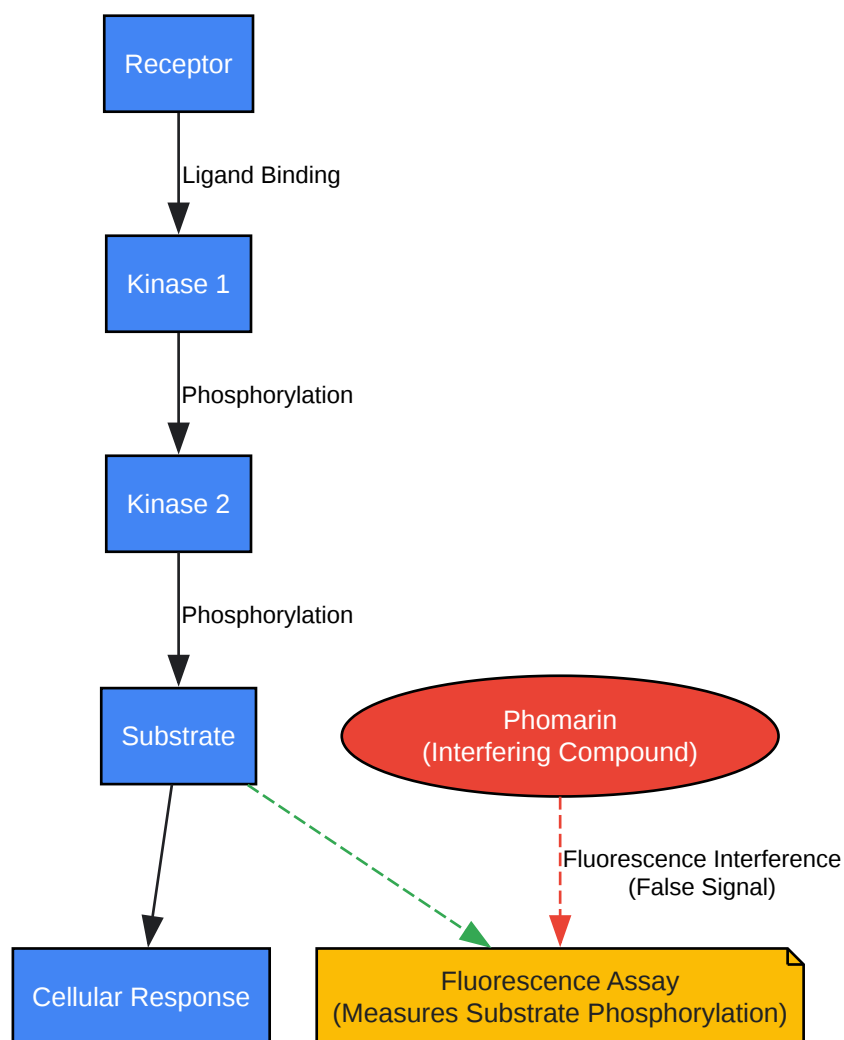 Receptor
Ligand Binding
Kinase 1
Phosphorylation
Kinase 2
Phosphorylation
Substrate
Phomarin
(Interfering Compound)
Fluorescence Interference
(False Signal)
Cellular Response
Fluorescence Assay
(Measures Substrate Phosphorylation)